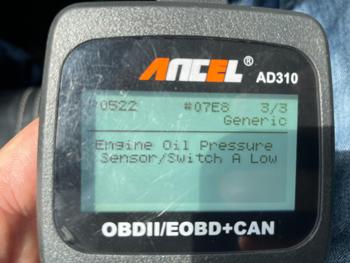 ANCEL® AD310
P0522 #07E8 3/3
Generic
Engine Oil Pressure
Sensor/Switch A Low
OBDII/EOBD+CAN